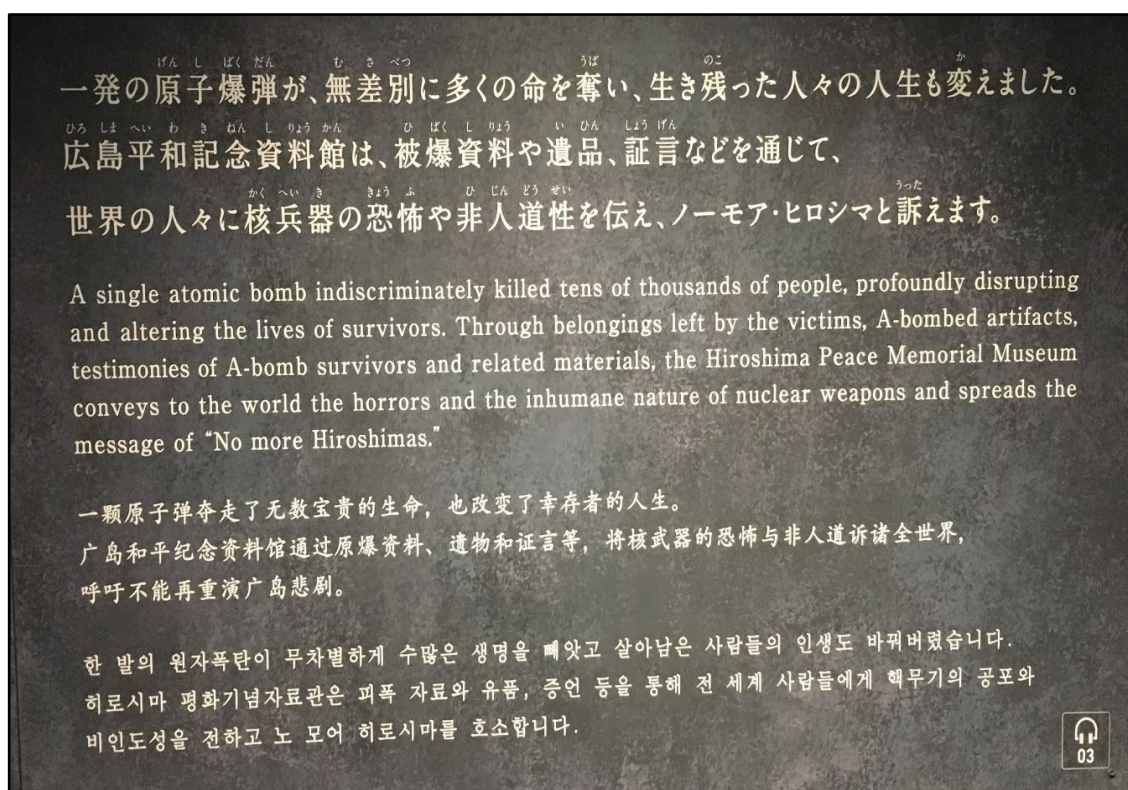 一発の原子爆弾が、無差別に多くの命を奪い、生き残った人々の人生も変えました。
広島平和記念資料館は、被爆資料や遺品、証言などを通じて、
世界の人々に核兵器の恐怖や非人道性を伝え、ノーモア・ヒロシマと訴えます。
A single atomic bomb indiscriminately killed tens of thousands of people, profoundly disrupting
and altering the lives of survivors. Through belongings left by the victims, A-bombed artifacts,
testimonies of A-bomb survivors and related materials, the Hiroshima Peace Memorial Museum
conveys to the world the horrors and the inhumane nature of nuclear weapons and spreads the
message of “No more Hiroshimas.”
一颗原子弹夺走了无数宝贵的生命，也改变了幸存者的人生。
广岛和平纪念资料馆通过原爆资料、遗物和证言等，将核武器的恐怖与非人道诉诸全世界，
呼吁不能再重演广岛悲剧。
한 발의 원자폭탄이 무차별하게 수많은 생명을 빼앗고 살아남은 사람들의 인생도 바꿔버렸습니다.
히로시마 평화기념자료관은 피폭 자료와 유품, 증언 등을 통해 전 세계 사람들에게 핵무기의 공포와
비인도성을 전하고 노 모어 히로시마를 호소합니다.
03